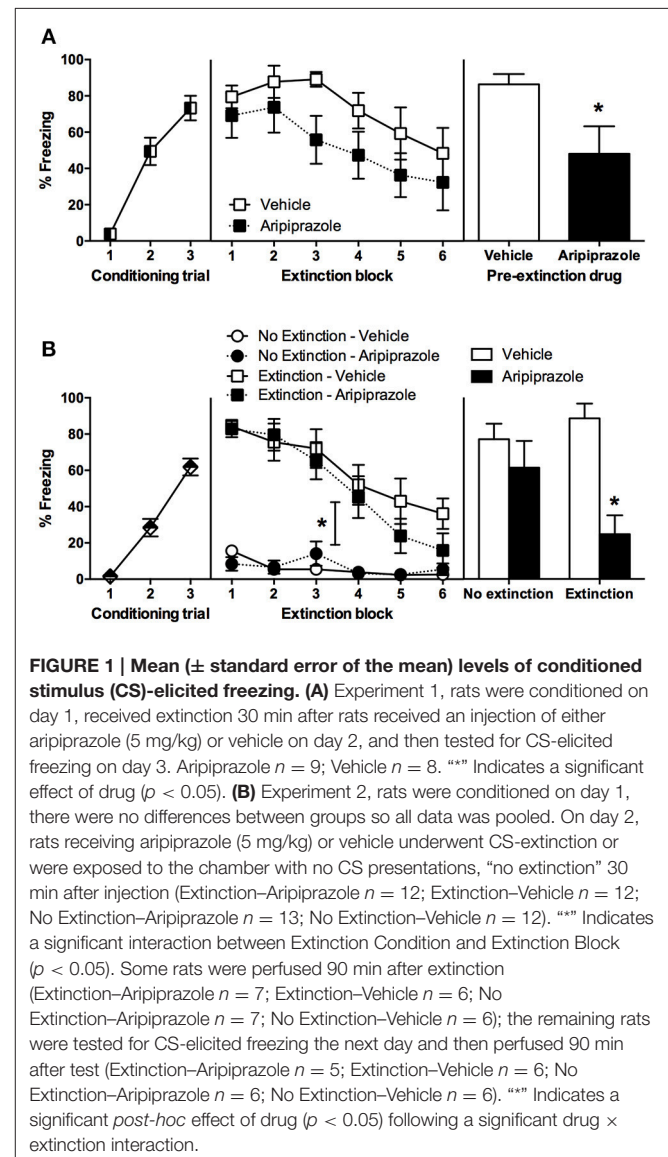 A
100
80
60
40
20
0
% Freezing
Vehicle
Aripiprazole
*
1 2 3
Conditioning trial
1 2 3 4 5 6
Extinction block
Vehicle Aripiprazole
Pre-extinction drug
B
No Extinction - Vehicle
No Extinction - Aripiprazole
Extinction - Vehicle
Extinction - Aripiprazole
Vehicle
Aripiprazole
100
80
60
40
20
0
% Freezing
*
*
1 2 3
Conditioning trial
1 2 3 4 5 6
Extinction block
No extinction Extinction
FIGURE 1 | Mean (± standard error of the mean) levels of conditioned
stimulus (CS)-elicited freezing. (A) Experiment 1, rats were conditioned on
day 1, received extinction 30 min after rats received an injection of either
aripiprazole (5 mg/kg) or vehicle on day 2, and then tested for CS-elicited
freezing on day 3. Aripiprazole n = 9; Vehicle n = 8. “*” Indicates a significant
effect of drug (p < 0.05). (B) Experiment 2, rats were conditioned on day 1,
there were no differences between groups so all data was pooled. On day 2,
rats receiving aripiprazole (5 mg/kg) or vehicle underwent CS-extinction or
were exposed to the chamber with no CS presentations, “no extinction” 30
min after injection (Extinction–Aripiprazole n = 12; Extinction–Vehicle n = 12;
No Extinction–Aripiprazole n = 13; No Extinction–Vehicle n = 12). “*” Indicates
a significant interaction between Extinction Condition and Extinction Block
(p < 0.05). Some rats were perfused 90 min after extinction
(Extinction–Aripiprazole n = 7; Extinction–Vehicle n = 6; No
Extinction–Aripiprazole n = 7; No Extinction–Vehicle n = 6); the remaining rats
were tested for CS-elicited freezing the next day and then perfused 90 min
after test (Extinction–Aripiprazole n = 5; Extinction–Vehicle n = 6; No
Extinction–Aripiprazole n = 6; No Extinction–Vehicle n = 6). “*” Indicates a
significant post-hoc effect of drug (p < 0.05) following a significant drug ×
extinction interaction.